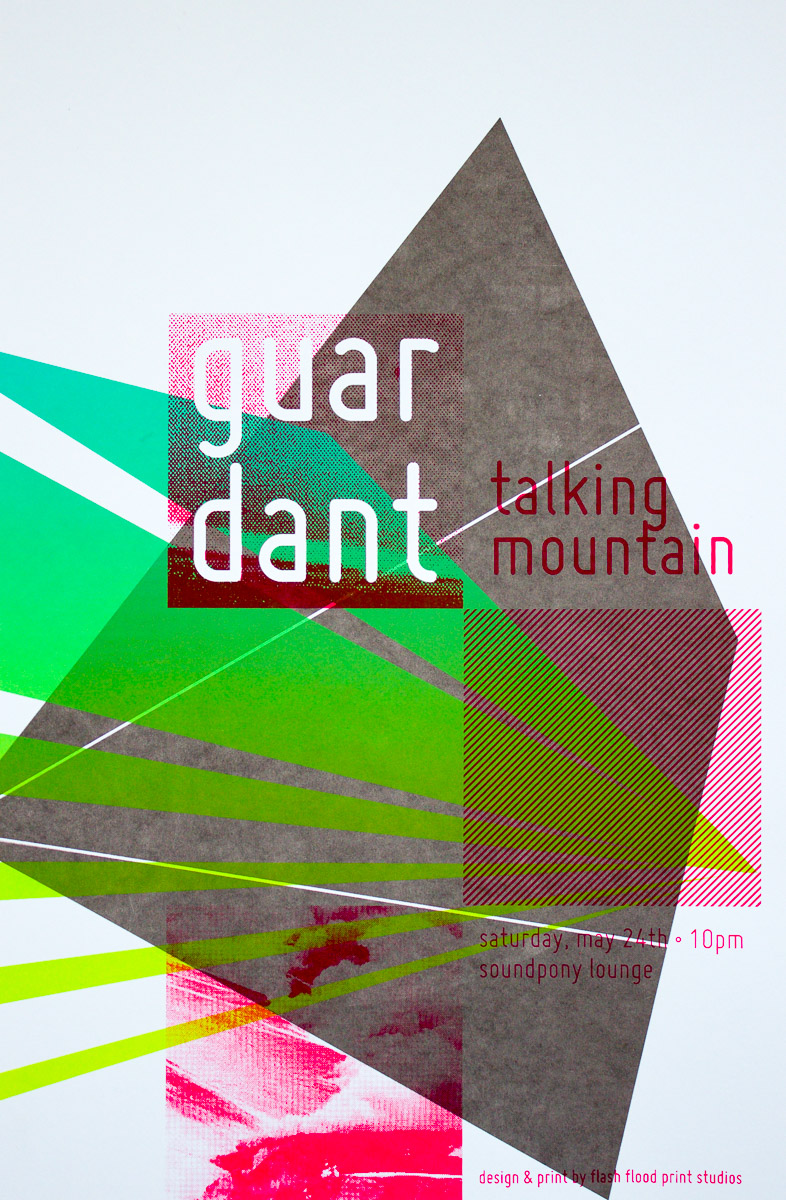 guar
dant
talking
mountain
saturday, may 24th ∘ 10pm
soundpony lounge
design & print by flash flood print studios